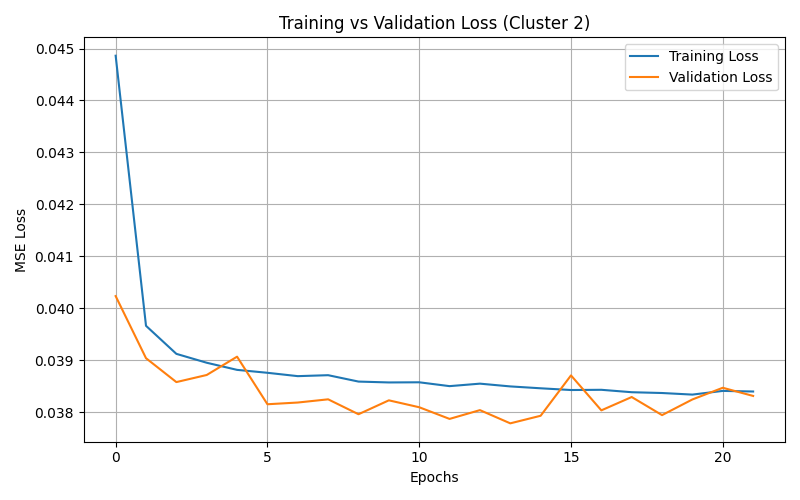 Training vs Validation Loss (Cluster 2)
Training Loss
Validation Loss
MSE Loss
0.045
0.044
0.043
0.042
0.041
0.040
0.039
0.038
0 5 10 15 20
Epochs